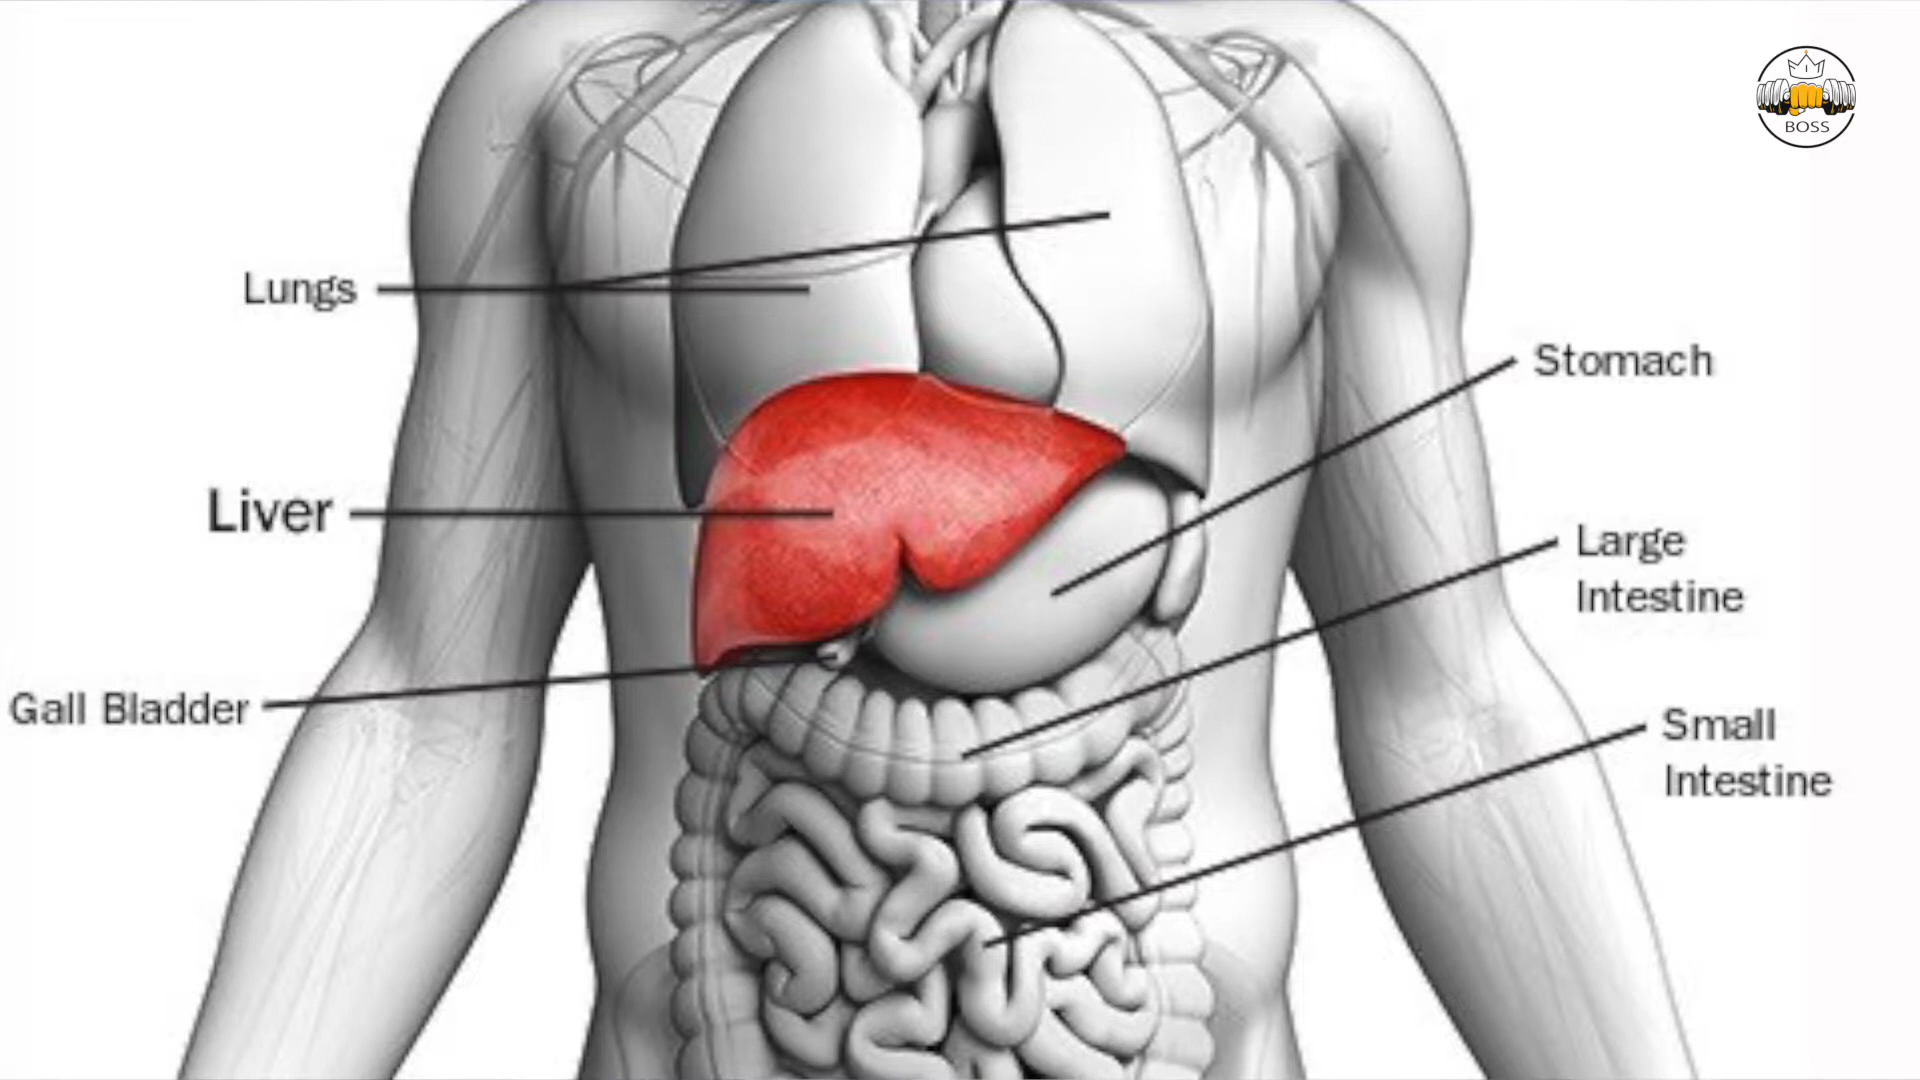 BOSS
Lungs
Stomach
Liver
Large
Intestine
Gall Bladder
Small
Intestine